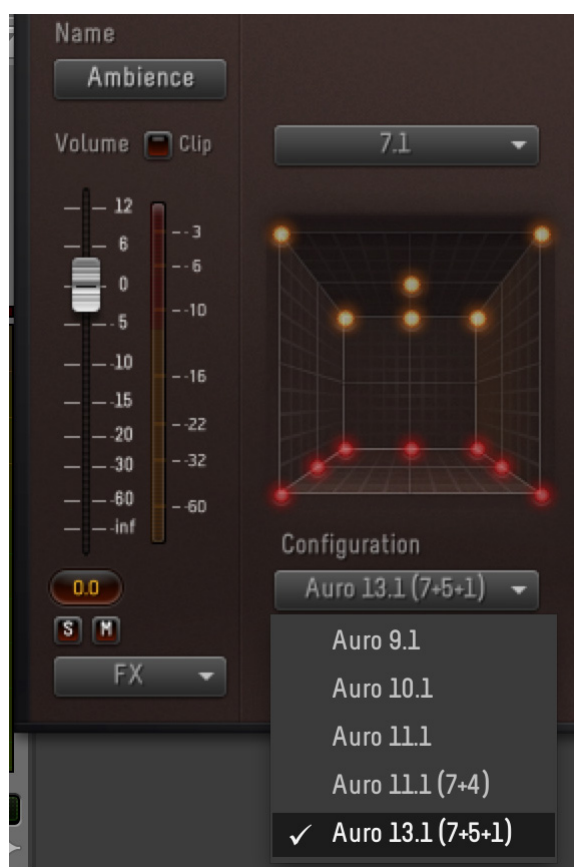 Name
Ambience
Volume Clip
7.1
12
6
0
-5
-10
-15
-20
-30
-60
-inf
-3
-6
-10
-16
-22
-32
-60
Configuration
0.0
Auro 13.1 (7+5+1)
S M
FX
Auro 9.1
Auro 10.1
Auro 11.1
Auro 11.1 (7+4)
✓ Auro 13.1 (7+5+1)